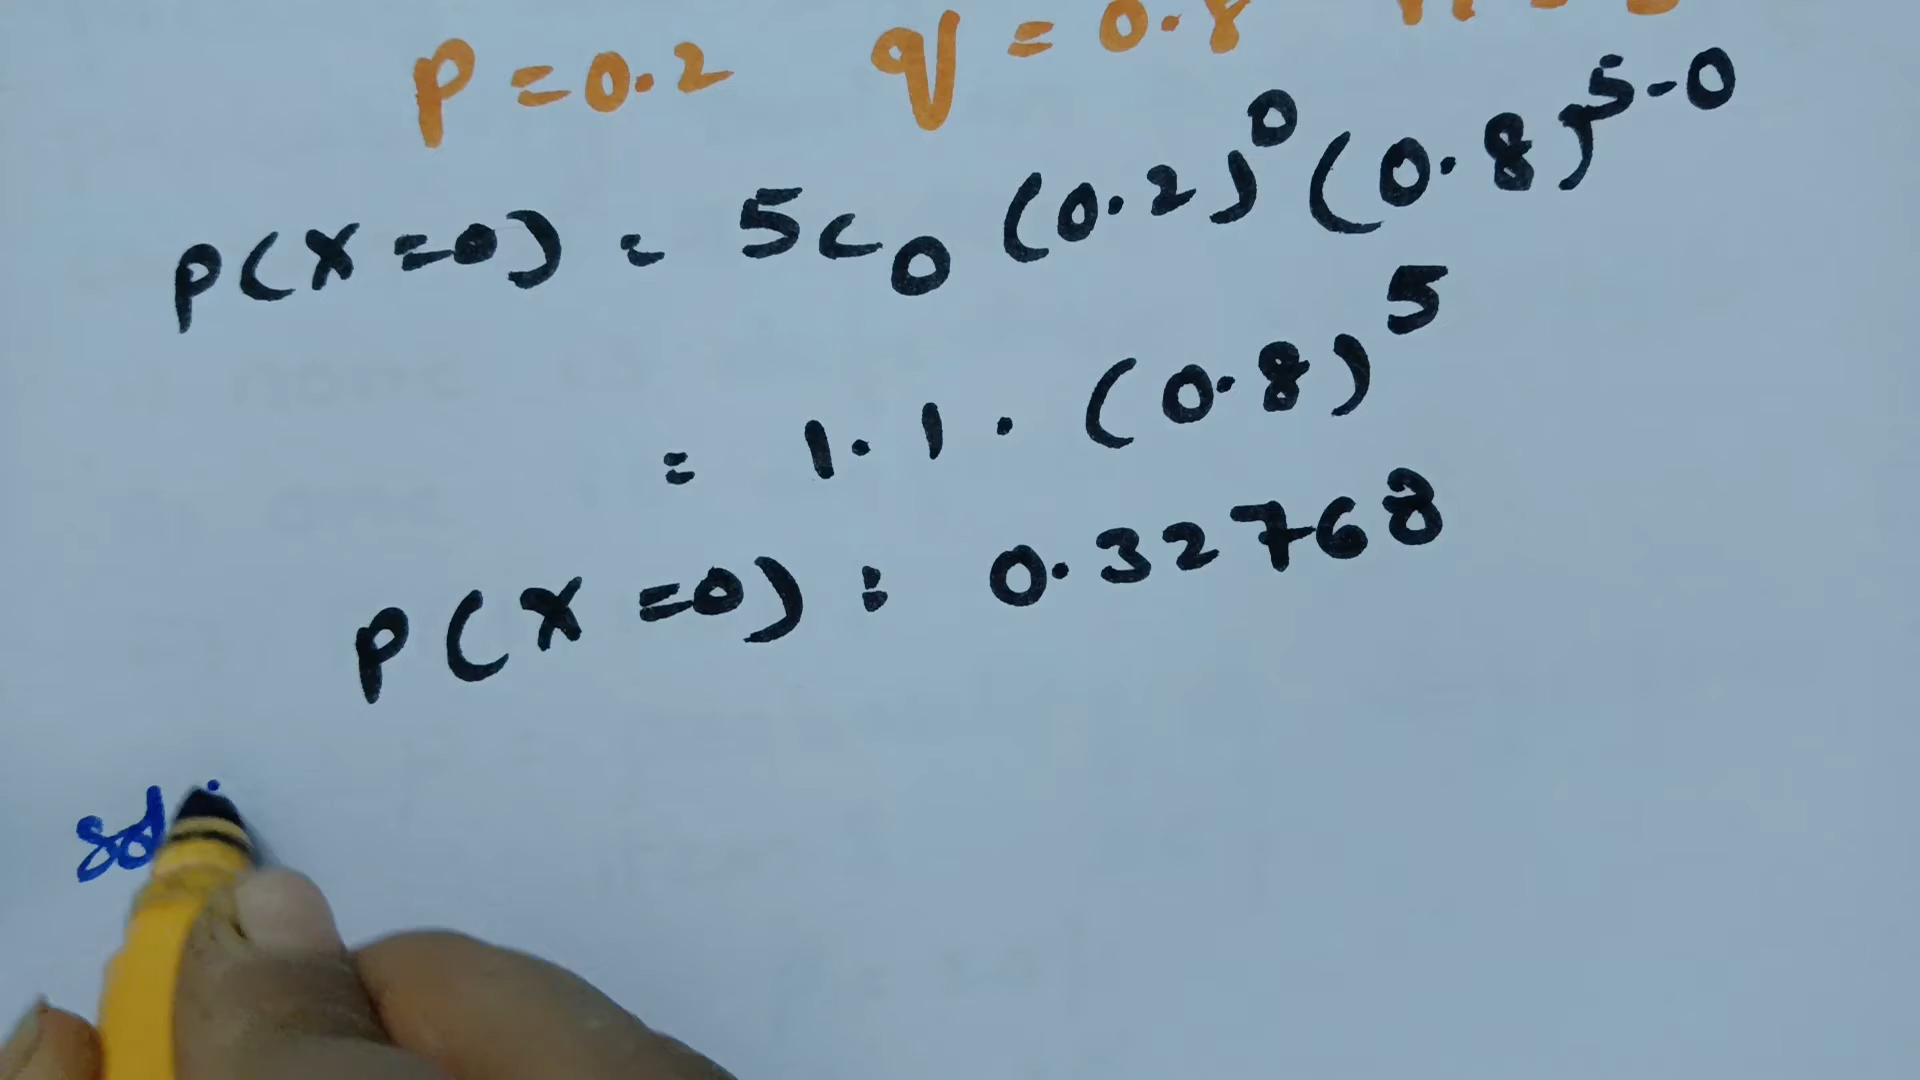 P = 0.2 q = 0.8
P(X=0) = 5C0 (0.2)^0 (0.8)^5-0
= 1.1.(0.8)^5
P(X=0) = 0.32768
Sol